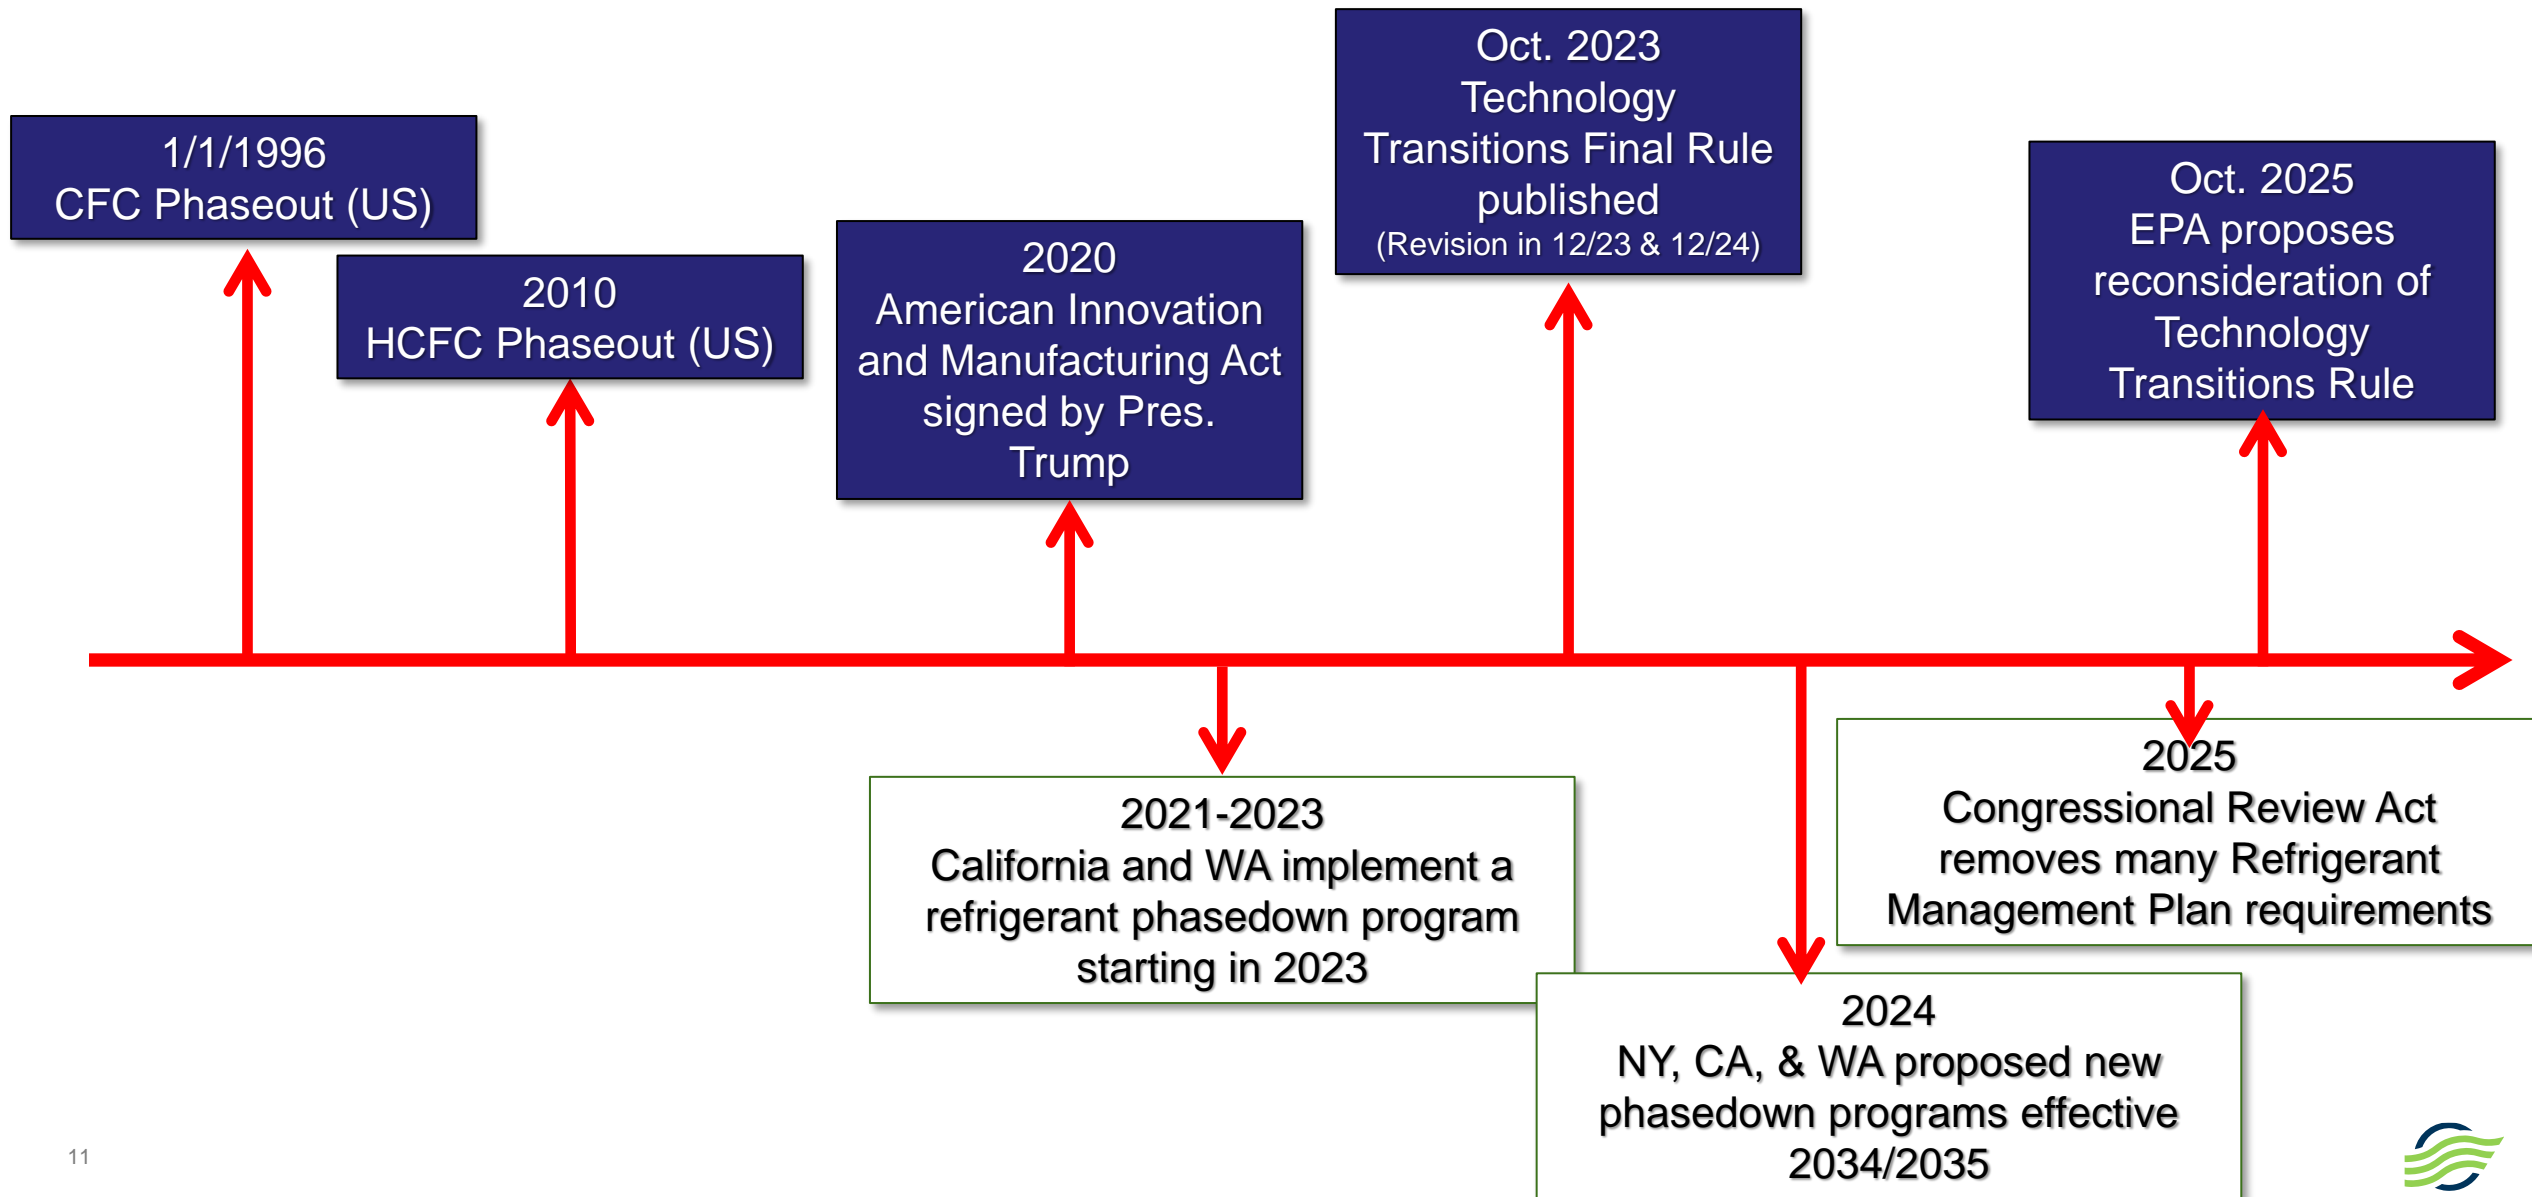 1/1/1996
CFC Phaseout (US)
2010
HCFC Phaseout (US)
2020
American Innovation
and Manufacturing Act
signed by Pres.
Trump
Oct. 2023
Technology
Transitions Final Rule
published
(Revision in 12/23 & 12/24)
Oct. 2025
EPA proposes
reconsideration of
Technology
Transitions Rule
2021-2023
California and WA implement a
refrigerant phasedown program
starting in 2023
2024
NY, CA, & WA proposed new
phasedown programs effective
2034/2035
2025
Congressional Review Act
removes many Refrigerant
Management Plan requirements
11